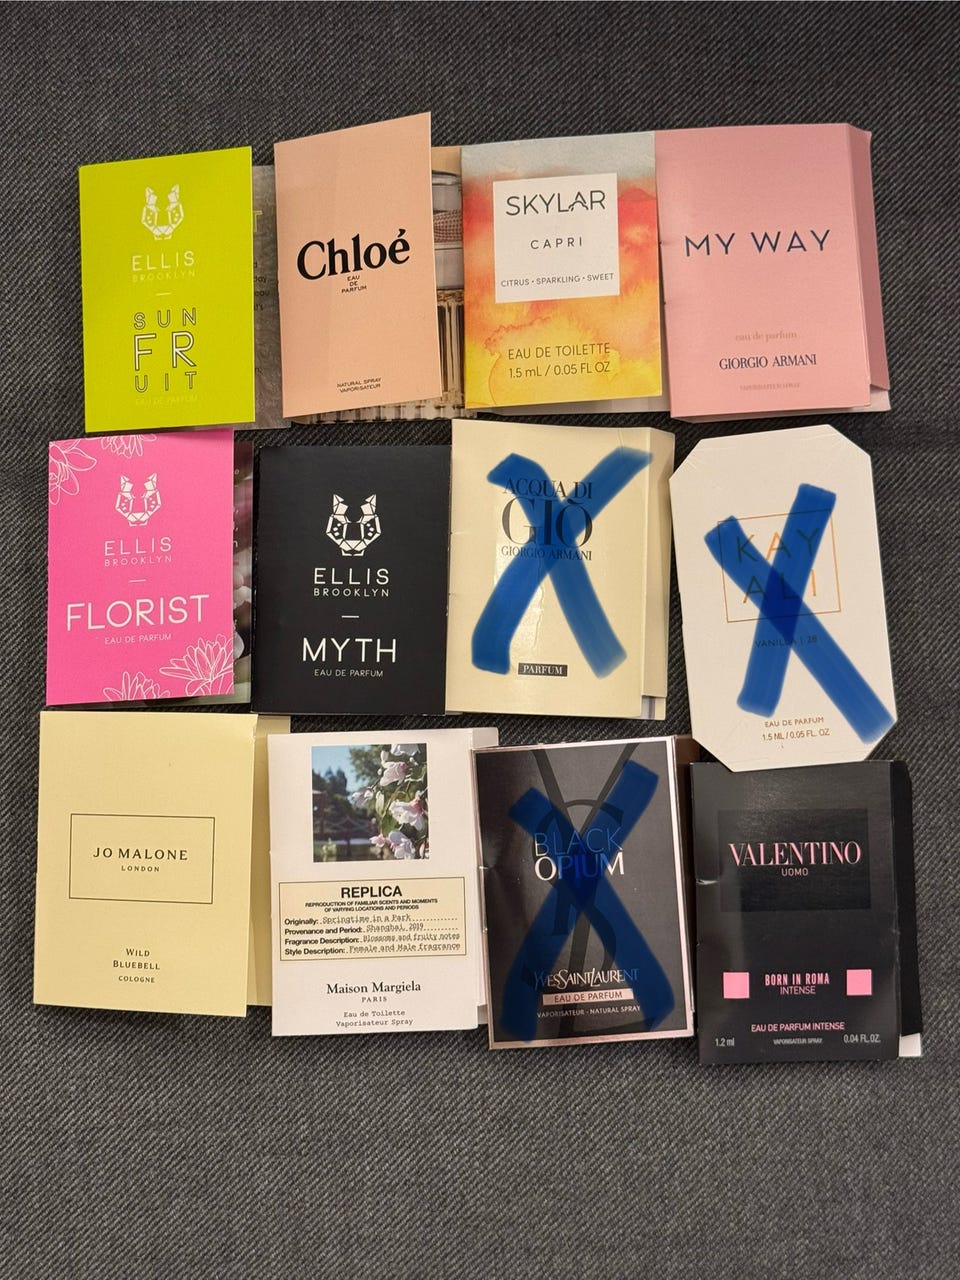 ELLIS
BROOKLYN
SUN
FR
UIT
EAU DE PARFUM
Chloé
EAU
DE
PARFUM
NATURAL SPRAY
VAPORISATEUR
SKYLAR
CAPRI
CITRUS • SPARKLING • SWEET
EAU DE TOILETTE
1.5 mL / 0.05 FL OZ
MY WAY
eau de parfum
GIORGIO ARMANI
VAPORISATEUR SPRAY
ELLIS
BROOKLYN
FLORIST
EAU DE PARFUM
ELLIS
BROOKLYN
MYTH
EAU DE PARFUM
ACQUA DI
GIÒ
GIORGIO ARMANI
PARFUM
KAY
ALI
VANILLA | 28
EAU DE PARFUM
1.5 ML / 0.05 FL. OZ
JO MALONE
LONDON
WILD
BLUEBELL
COLOGNE
REPLICA
REPRODUCTION OF FAMILIAR SCENTS AND MOMENTS
OF VARYING LOCATIONS AND PERIODS
Originally: Springtime in a Park
Provenance and Period: Shanghai, 2019
Fragrance Description: Blossoms and fruity notes
Style Description: Female and Male fragrance
Maison Margiela
PARIS
Eau de Toilette
Vaporisateur Spray
BLACK
OPIUM
YVESSAINTLAURENT
EAU DE PARFUM
VAPORISATEUR - NATURAL SPRAY
VALENTINO
UOMO
BORN IN ROMA
INTENSE
EAU DE PARFUM INTENSE
1.2 ml VAPORISATEUR SPRAY 0.04 FL.OZ.